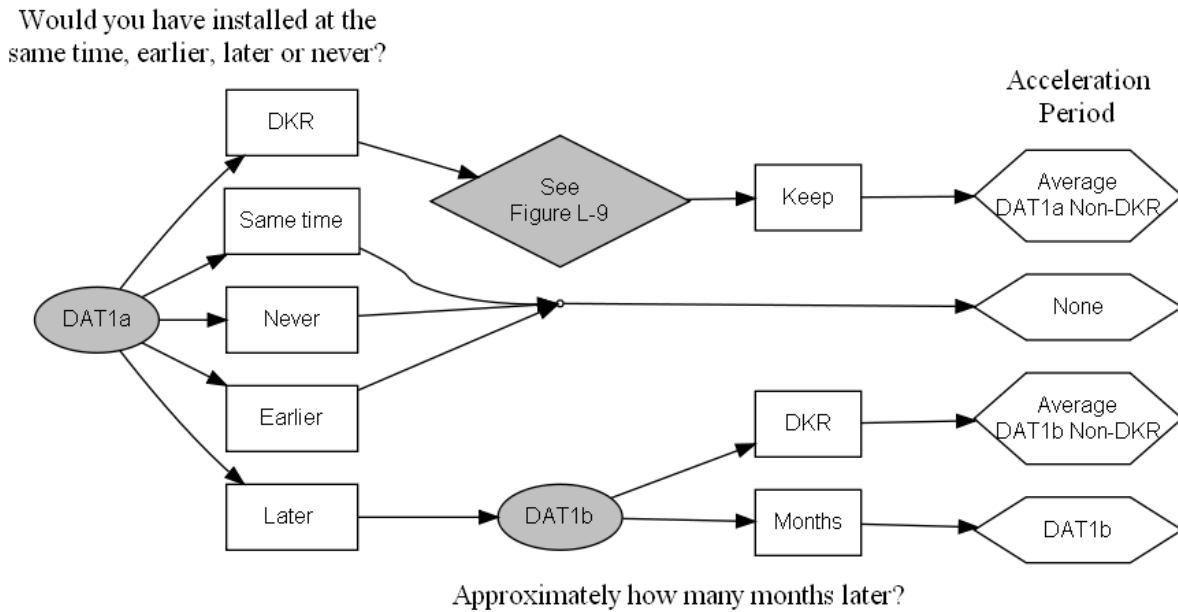 Would you have installed at the
same time, earlier, later or never?
Acceleration
Period
DKR
See
Figure L-9
Keep
Average
DAT1a Non-DKR
Same time
DAT1a
Never
None
Earlier
DKR
Average
DAT1b Non-DKR
Later
DAT1b
Months
DAT1b
Approximately how many months later?